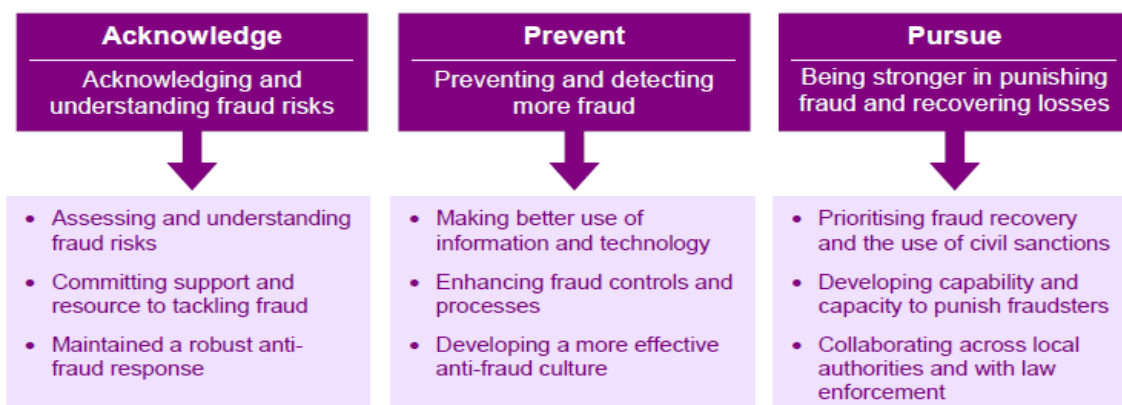 Acknowledge
Acknowledging and
understanding fraud risks
• Assessing and understanding
fraud risks
• Committing support and
resource to tackling fraud
• Maintained a robust anti-
fraud response
Prevent
Preventing and detecting
more fraud
• Making better use of
information and technology
• Enhancing fraud controls and
processes
• Developing a more effective
anti-fraud culture
Pursue
Being stronger in punishing
fraud and recovering losses
• Prioritising fraud recovery
and the use of civil sanctions
• Developing capability and
capacity to punish fraudsters
• Collaborating across local
authorities and with law
enforcement